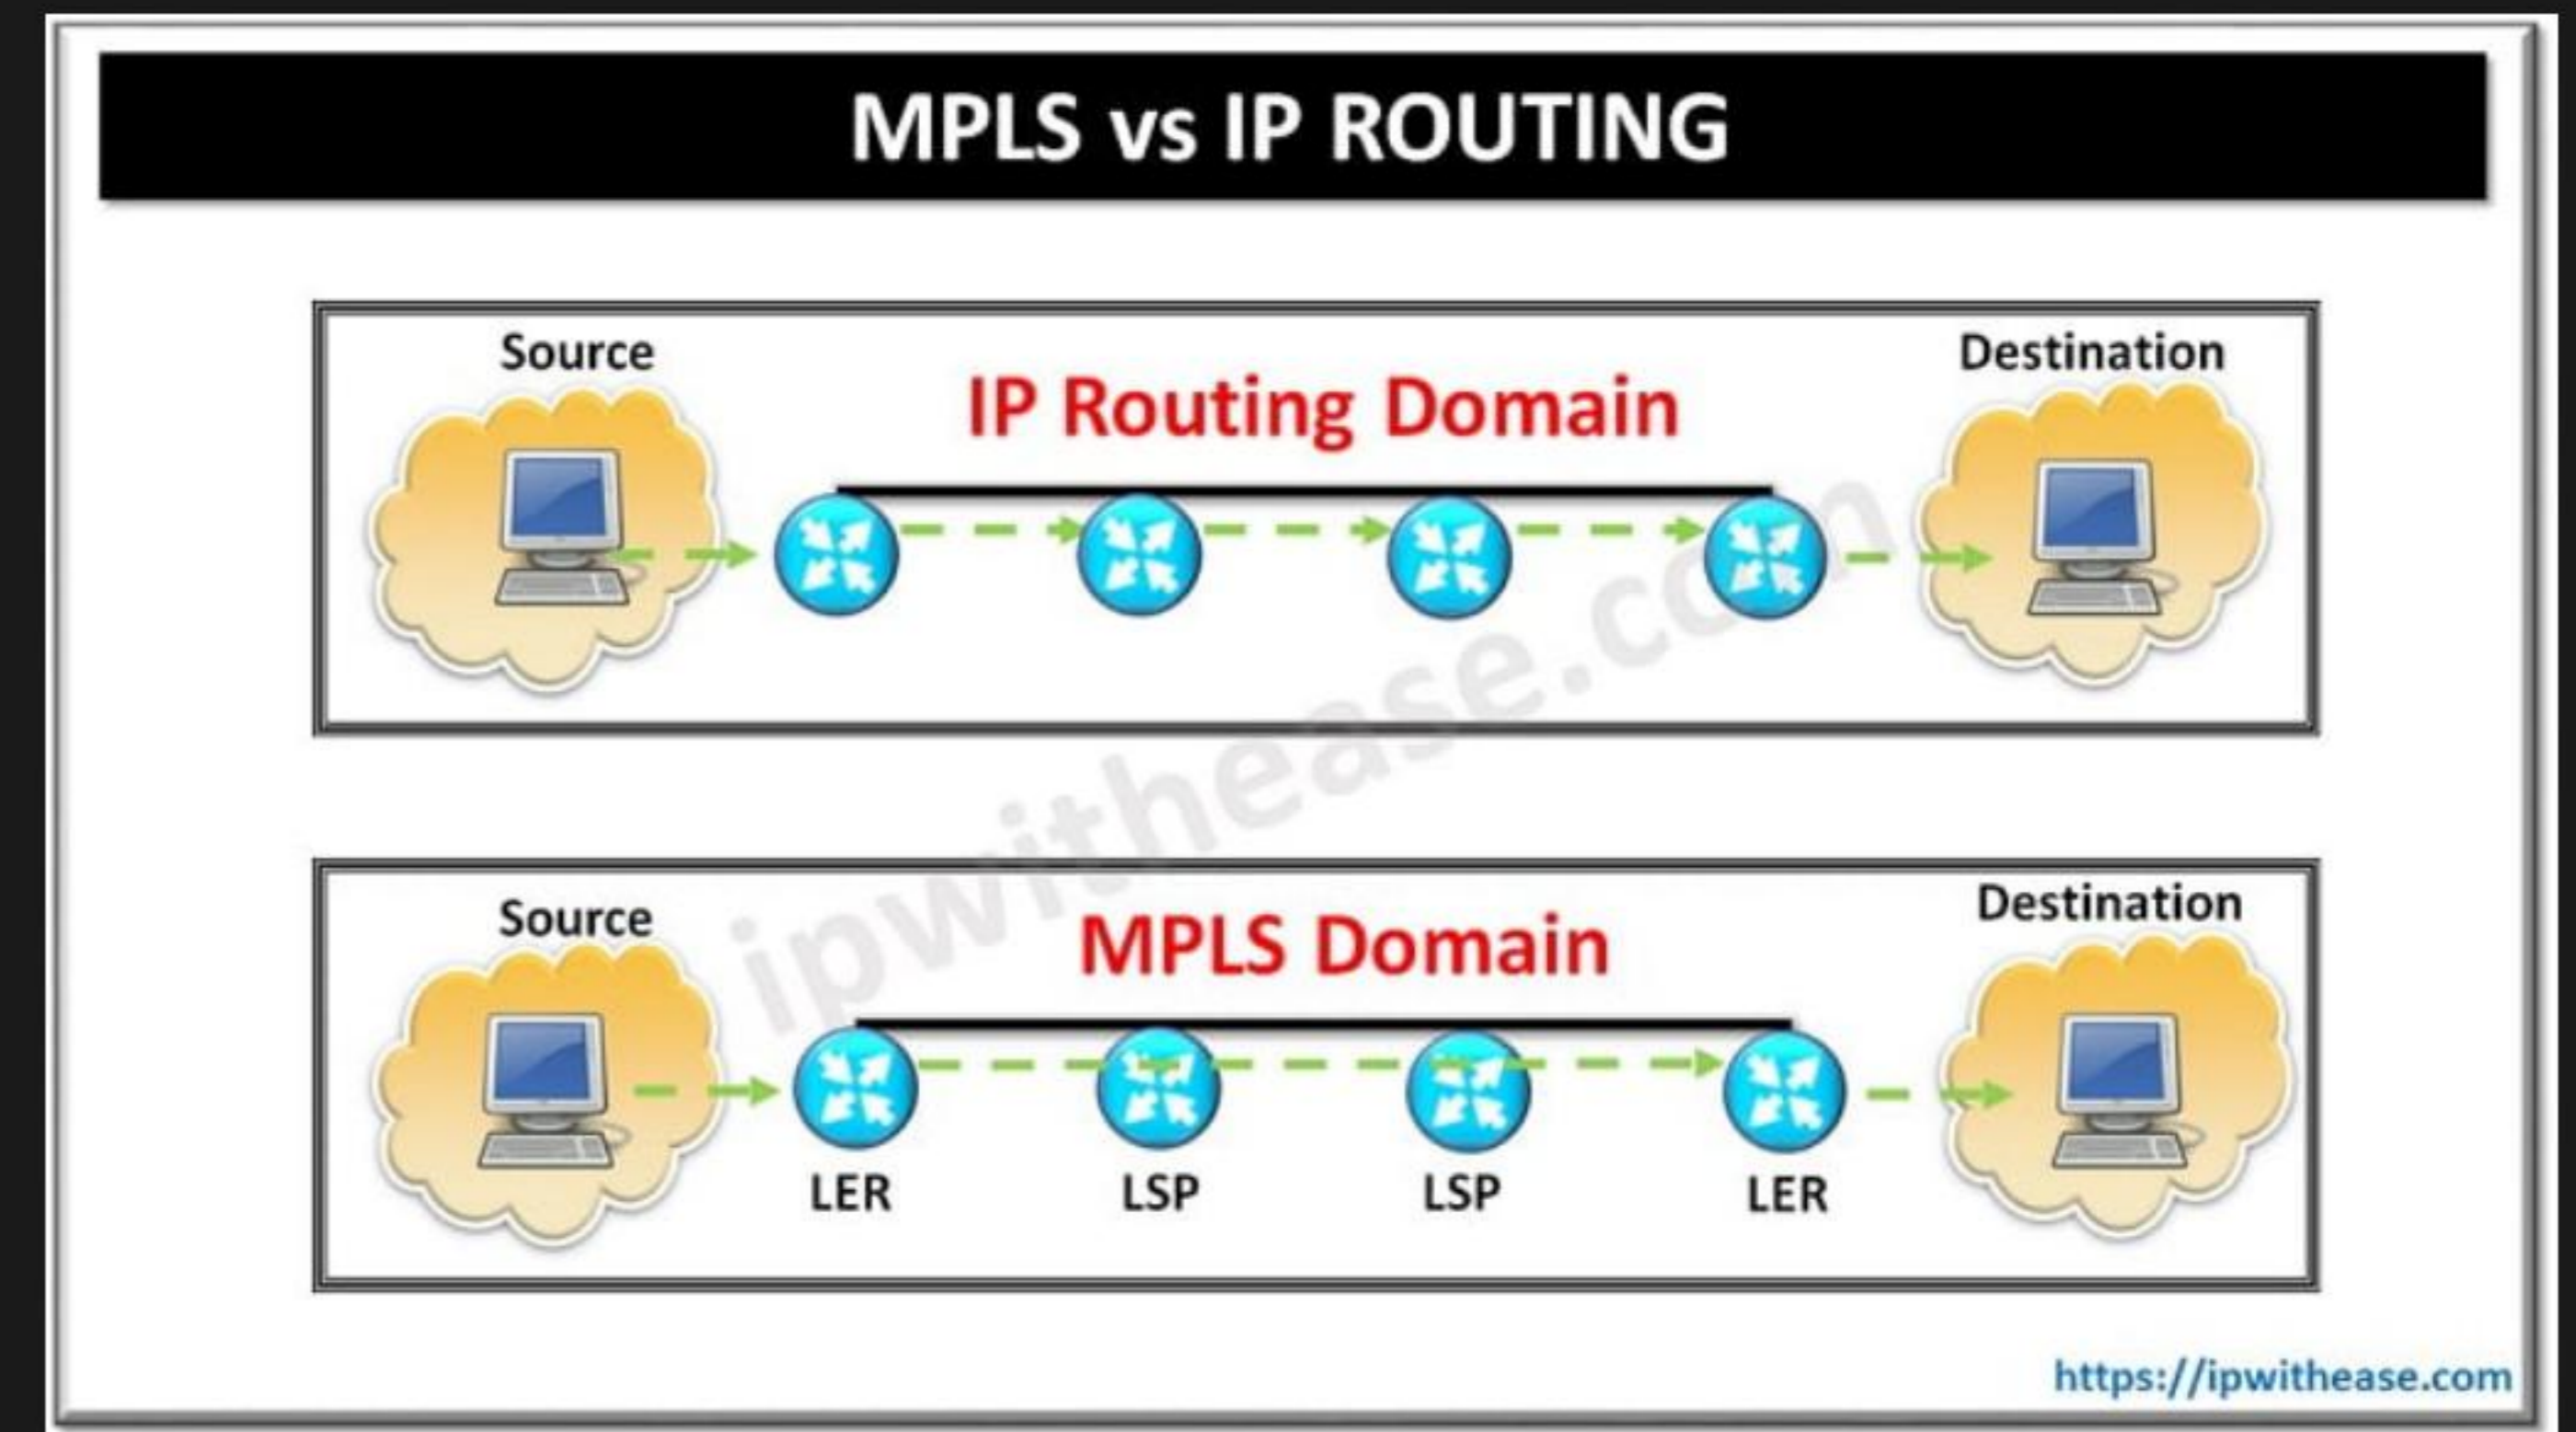 MPLS vs IP ROUTING
Source
Destination
IP Routing Domain
ipwithease.com
Source
Destination
MPLS Domain
LER
LSP
LSP
LER
https://ipwithease.com